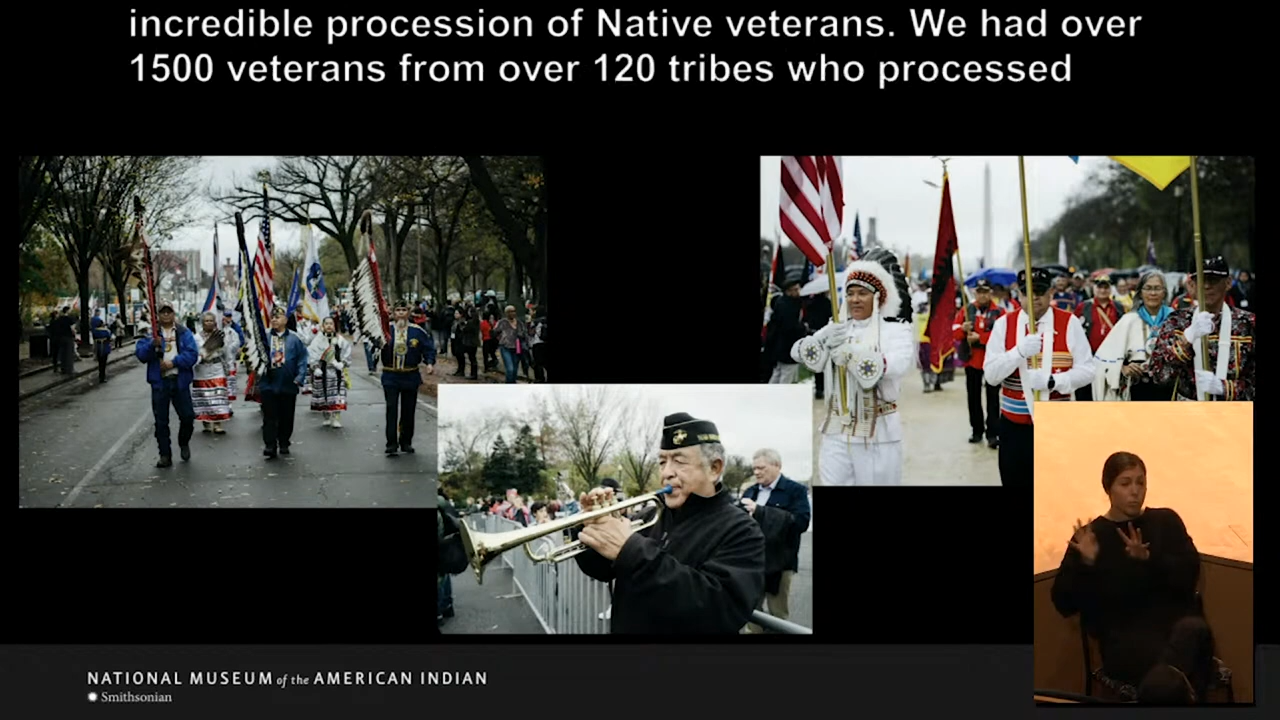 incredible procession of Native veterans. We had over
1500 veterans from over 120 tribes who processed
NATIONAL MUSEUM of the AMERICAN INDIAN
Smithsonian